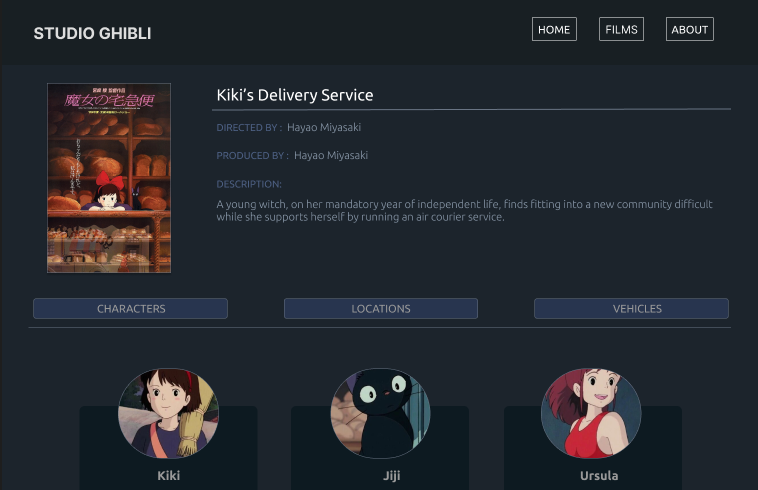 STUDIO GHIBLI
HOME
FILMS
ABOUT
魔女の宅急便
Kiki’s Delivery Service
DIRECTED BY : Hayao Miyasaki
PRODUCED BY : Hayao Miyasaki
DESCRIPTION:
A young witch, on her mandatory year of independent life, finds fitting into a new community difficult
while she supports herself by running an air courier service.
CHARACTERS
LOCATIONS
VEHICLES
Kiki
Jiji
Ursula